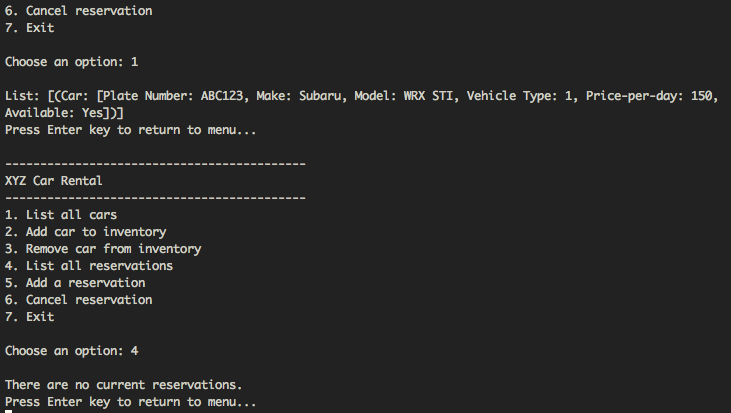 6. Cancel reservation
7. Exit
Choose an option: 1
List: [(Car: [Plate Number: ABC123, Make: Subaru, Model: WRX STI, Vehicle Type: 1, Price-per-day: 150,
Available: Yes])]
Press Enter key to return to menu...
-------------------------------------------
XYZ Car Rental
-------------------------------------------
1. List all cars
2. Add car to inventory
3. Remove car from inventory
4. List all reservations
5. Add a reservation
6. Cancel reservation
7. Exit
Choose an option: 4
There are no current reservations.
Press Enter key to return to menu...